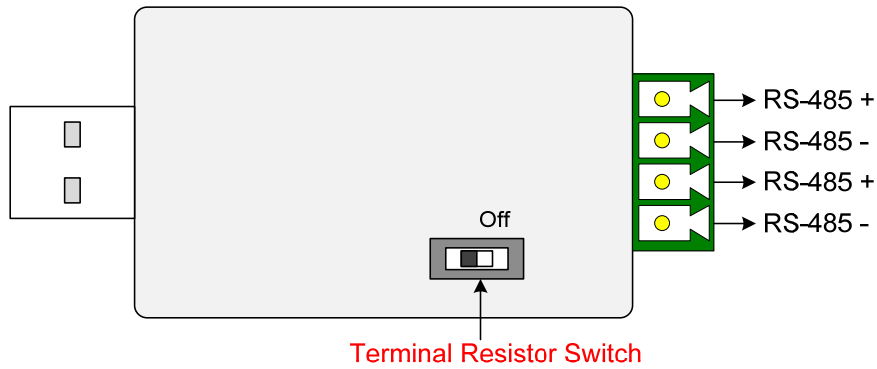 RS-485 +
RS-485 -
RS-485 +
RS-485 -
Off
Terminal Resistor Switch